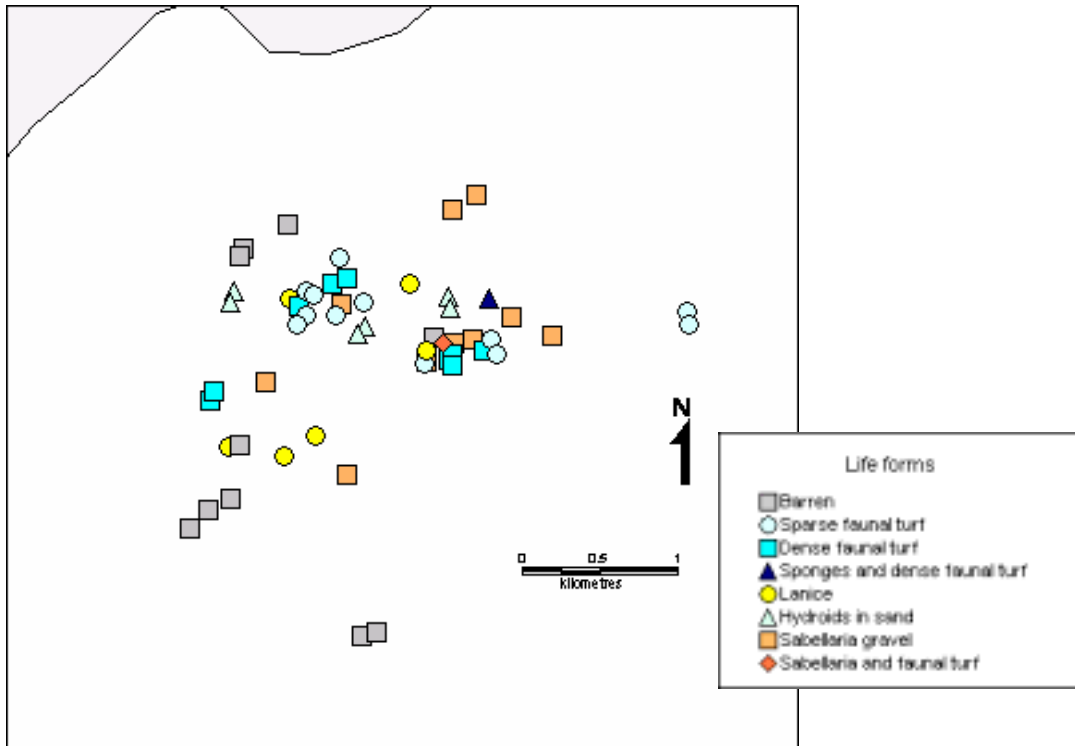 N
Life forms
Barren
Sparse faunal turf
Dense faunal turf
Sponges and dense faunal turf
Lanice
Hydroids in sand
Sabellaria gravel
Sabellaria and faunal turf
0 0.5 1
kilometres